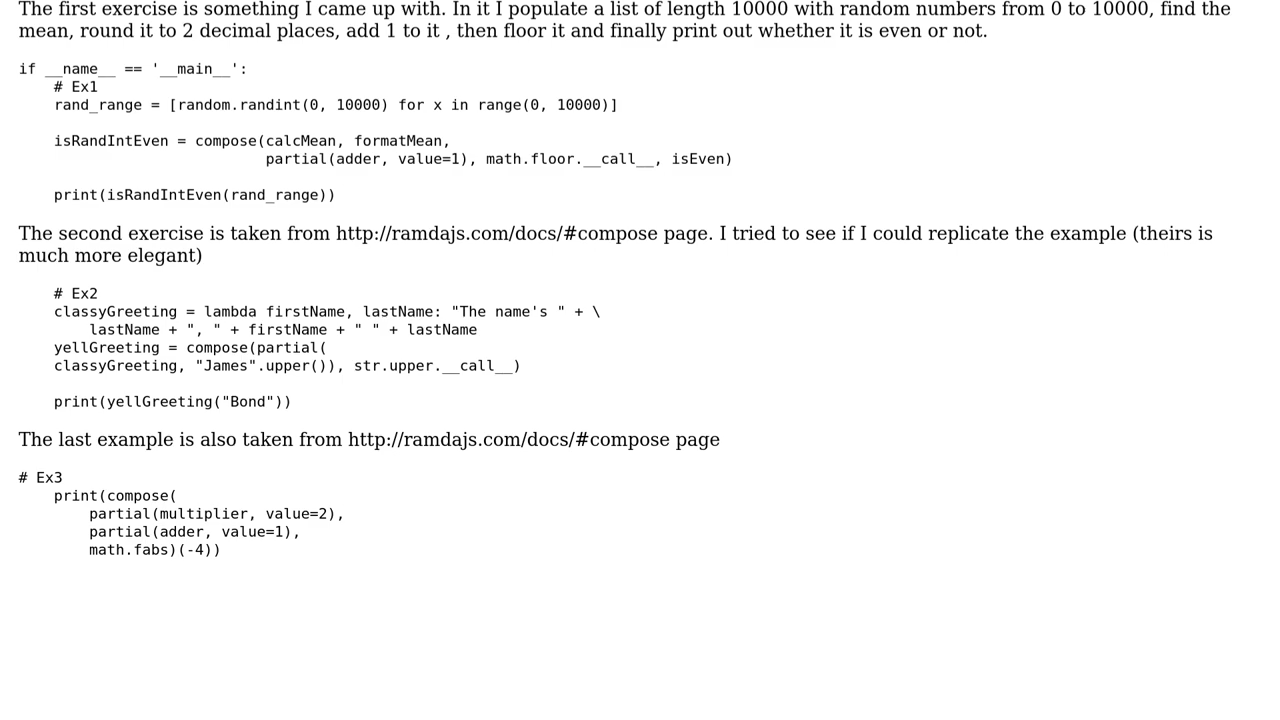 The first exercise is something I came up with. In it I populate a list of length 10000 with random numbers from 0 to 10000, find the
mean, round it to 2 decimal places, add 1 to it , then floor it and finally print out whether it is even or not.
if __name__ == '__main__':
    # Ex1
    rand_range = [random.randint(0, 10000) for x in range(0, 10000)]
    isRandIntEven = compose(calcMean, formatMean,
                            partial(adder, value=1), math.floor.__call__, isEven)
    print(isRandIntEven(rand_range))
The second exercise is taken from http://ramdajs.com/docs/#compose page. I tried to see if I could replicate the example (theirs is
much more elegant)
    # Ex2
    classyGreeting = lambda firstName, lastName: "The name's " + \
        lastName + ", " + firstName + " " + lastName
    yellGreeting = compose(partial(
    classyGreeting, "James".upper()), str.upper.__call__)
    print(yellGreeting("Bond"))
The last example is also taken from http://ramdajs.com/docs/#compose page
# Ex3
    print(compose(
        partial(multiplier, value=2),
        partial(adder, value=1),
        math.fabs)(-4))